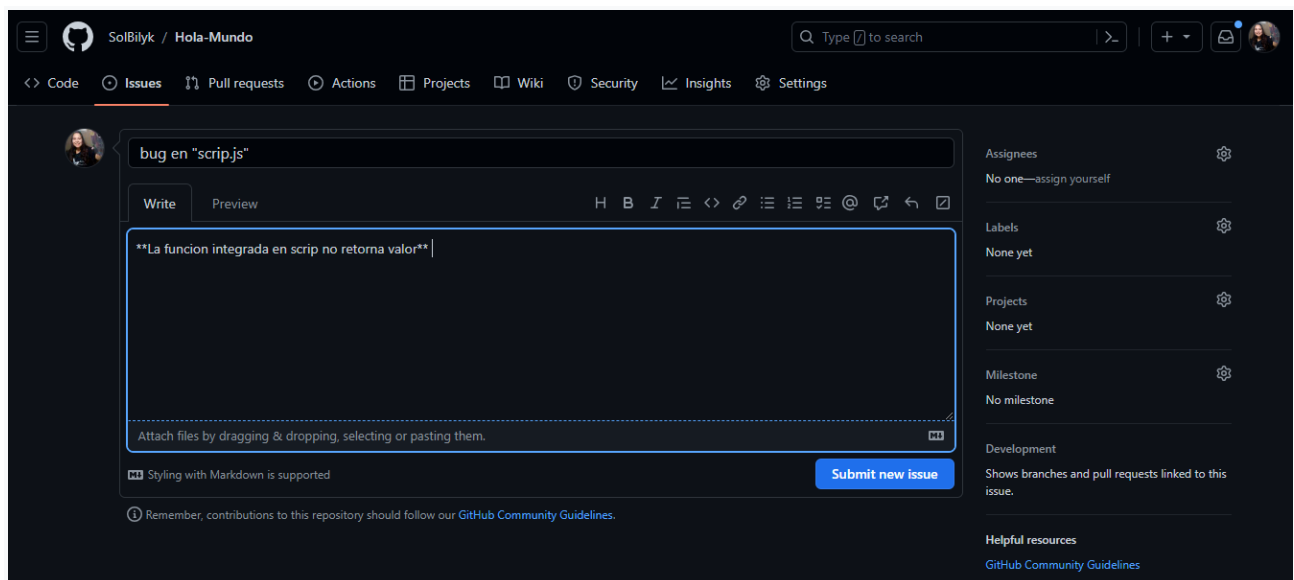 SolBilyk / Hola-Mundo
Type / to search
Code Issues Pull requests Actions Projects Wiki Security Insights Settings
bug en "scrip.js"
Write Preview
**La funcion integrada en scrip no retorna valor**
Attach files by dragging & dropping, selecting or pasting them.
Styling with Markdown is supported
Submit new issue
Remember, contributions to this repository should follow our GitHub Community Guidelines.
Assignees
No one—assign yourself
Labels
None yet
Projects
None yet
Milestone
No milestone
Development
Shows branches and pull requests linked to this
issue.
Helpful resources
GitHub Community Guidelines